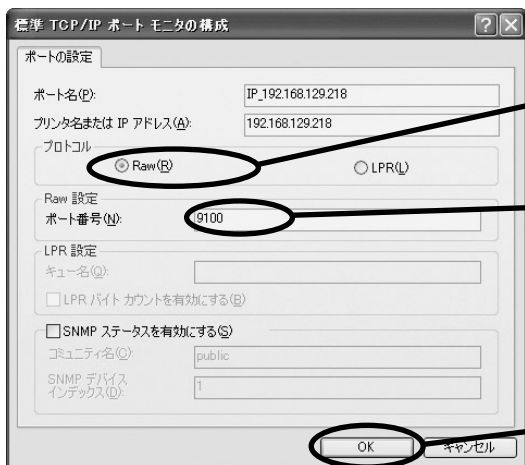 標準 TCP/IP ポート モニタの構成
ポートの設定
ポート名(P): IP_192.168.129.218
プリンタ名または IP アドレス(A): 192.168.129.218
プロトコル
Raw(R) LPR(L)
Raw 設定
ポート番号(N): 9100
LPR 設定
キュー名(Q):
LPR バイト カウントを有効にする(B)
SNMP ステータスを有効にする(S)
コミュニティ名(C): public
SNMP デバイス
インデックス(D): 1
OK キャンセル